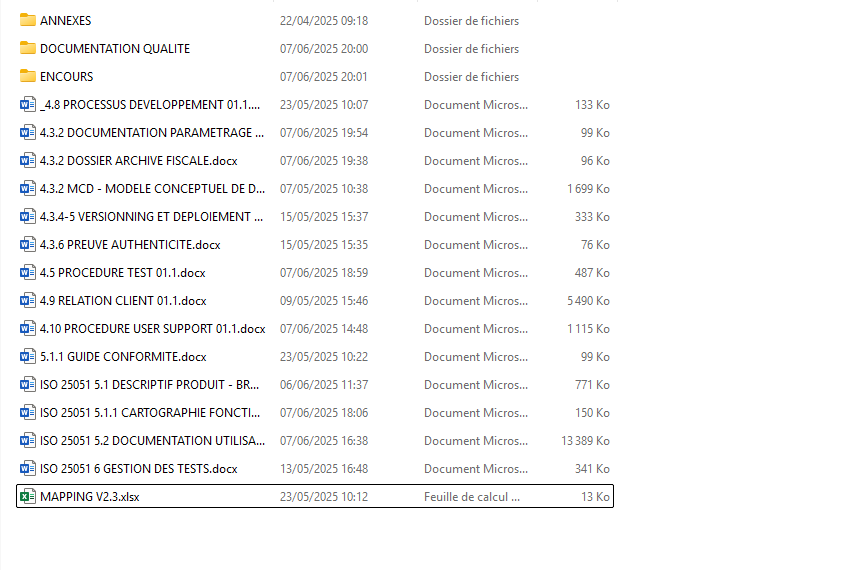 ANNEXES 22/04/2025 09:18 Dossier de fichiers
DOCUMENTATION QUALITE 07/06/2025 20:00 Dossier de fichiers
ENCOURS 07/06/2025 20:01 Dossier de fichiers
_4.8 PROCESSUS DEVELOPPEMENT 01.1.... 23/05/2025 10:07 Document Micros... 133 Ko
4.3.2 DOCUMENTATION PARAMETRAGE ... 07/06/2025 19:54 Document Micros... 99 Ko
4.3.2 DOSSIER ARCHIVE FISCALE.docx 07/06/2025 19:38 Document Micros... 96 Ko
4.3.2 MCD - MODELE CONCEPTUEL DE D... 07/05/2025 10:38 Document Micros... 1 699 Ko
4.3.4-5 VERSIONNING ET DEPLOIEMENT ... 15/05/2025 15:37 Document Micros... 333 Ko
4.3.6 PREUVE AUTHENTICITE.docx 15/05/2025 15:35 Document Micros... 76 Ko
4.5 PROCEDURE TEST 01.1.docx 07/06/2025 18:59 Document Micros... 487 Ko
4.9 RELATION CLIENT 01.1.docx 09/05/2025 15:46 Document Micros... 5 490 Ko
4.10 PROCEDURE USER SUPPORT 01.1.docx 07/06/2025 14:48 Document Micros... 1 115 Ko
5.1.1 GUIDE CONFORMITE.docx 23/05/2025 10:22 Document Micros... 99 Ko
ISO 25051 5.1 DESCRIPTIF PRODUIT - BR... 06/06/2025 11:37 Document Micros... 771 Ko
ISO 25051 5.1.1 CARTOGRAPHIE FONCTI... 07/06/2025 18:06 Document Micros... 150 Ko
ISO 25051 5.2 DOCUMENTATION UTILISA... 07/06/2025 16:38 Document Micros... 13 389 Ko
ISO 25051 6 GESTION DES TESTS.docx 13/05/2025 16:48 Document Micros... 341 Ko
MAPPING V2.3.xlsx 23/05/2025 10:12 Feuille de calcul ... 13 Ko